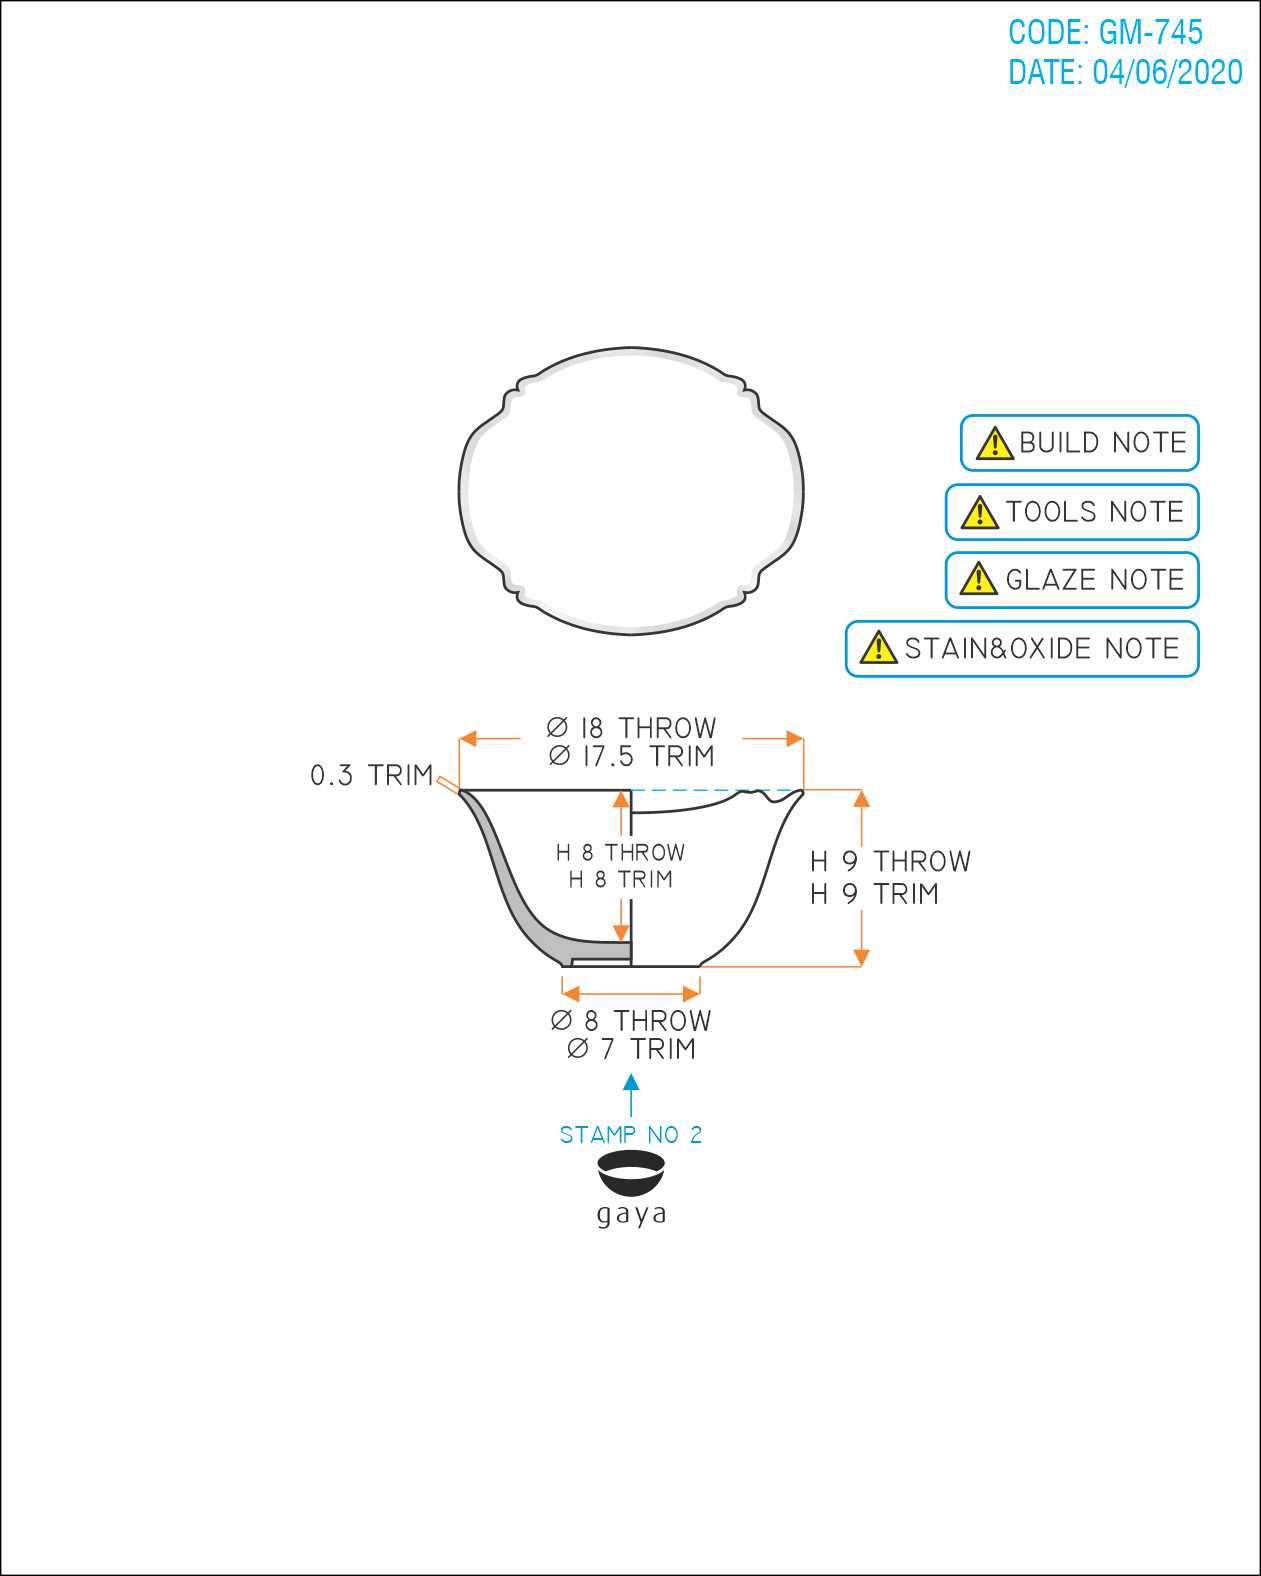 CODE: GM-745
DATE: 04/06/2020
BUILD NOTE
TOOLS NOTE
GLAZE NOTE
STAIN&OXIDE NOTE
Ø 18 THROW
Ø 17.5 TRIM
0.3 TRIM
H 8 THROW
H 8 TRIM
H 9 THROW
H 9 TRIM
Ø 8 THROW
Ø 7 TRIM
STAMP NO 2
gaya